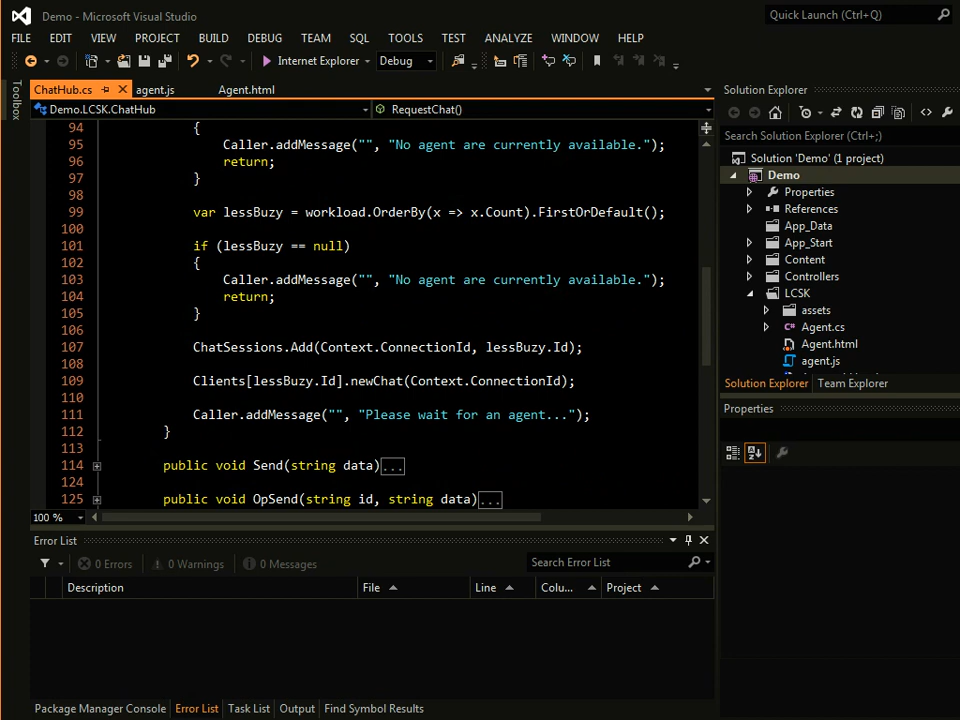 Demo - Microsoft Visual Studio
Quick Launch (Ctrl+Q)
FILE EDIT VIEW PROJECT BUILD DEBUG TEAM SQL TOOLS TEST ANALYZE WINDOW HELP
Internet Explorer Debug
Toolbox
ChatHub.cs agent.js Agent.html
Demo.LCSK.ChatHub RequestChat()
94 {
95 Caller.addMessage("", "No agent are currently available.");
96 return;
97 }
98
99 var lessBuzy = workload.OrderBy(x => x.Count).FirstOrDefault();
100
101 if (lessBuzy == null)
102 {
103 Caller.addMessage("", "No agent are currently available.");
104 return;
105 }
106
107 ChatSessions.Add(Context.ConnectionId, lessBuzy.Id);
108
109 Clients[lessBuzy.Id].newChat(Context.ConnectionId);
110
111 Caller.addMessage("", "Please wait for an agent...");
112 }
113
114 public void Send(string data)...
124
125 public void OpSend(string id, string data)...
100 %
Error List
0 Errors 0 Warnings 0 Messages
Search Error List
Description File Line Colu... Project
Package Manager Console Error List Task List Output Find Symbol Results
Solution Explorer
Search Solution Explorer (Ctrl+;)
Solution 'Demo' (1 project)
Demo
Properties
References
App_Data
App_Start
Content
Controllers
LCSK
assets
Agent.cs
Agent.html
agent.js
Solution Explorer Team Explorer
Properties